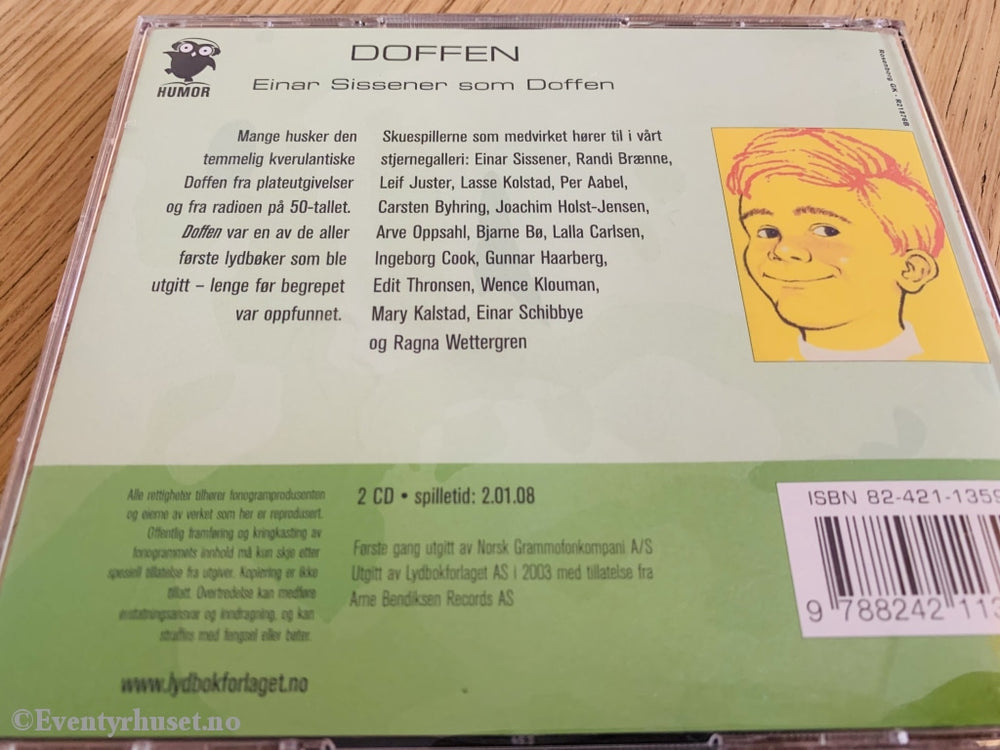 HUMOR
DOFFEN
Einar Sissener som Doffen
Rosenborg GK - R218760
Mange husker den
temmelig kverulantiske
Doffen fra plateutgivelser
og fra radioen på 50-tallet.
Doffen var en av de aller
første lydbøker som ble
utgitt – lenge før begrepet
var oppfunnet.
Skuespillerne som medvirket hører til i vårt
stjernegalleri: Einar Sissener, Randi Brænne,
Leif Juster, Lasse Kolstad, Per Aabel,
Carsten Byhring, Joachim Holst-Jensen,
Arve Oppsahl, Bjarne Bø, Lalla Carlsen,
Ingeborg Cook, Gunnar Haarberg,
Edit Thronsen, Wence Klouman,
Mary Kalstad, Einar Schibbye
og Ragna Wettergren
Alle rettigheter tilhører fonogramprodusenten
og eierne av verket som her er reprodusert.
Offentlig framføring og kringkasting av
fonogrammets innhold må kun skje etter
spesiell tillatelse fra utgiver. Kopiering er ikke
tillatt. Overtredelse kan medføre
erstatningsansvar og inndragning, og kan
straffes med fengsel eller bøter.
www.lydbokforlaget.no
2 CD • spilletid: 2.01.08
Første gang utgitt av Norsk Grammofonkompani A/S
Utgitt av Lydbokforlaget AS i 2003 med tillatelse fra
Arne Bendiksen Records AS
ISBN 82-421-1355
9 788242 113
©Eventyrhuset.no